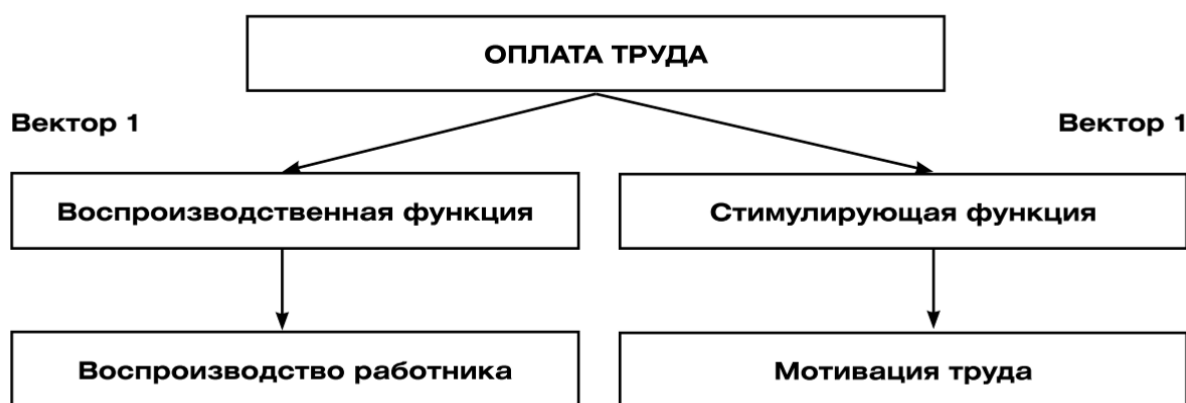 ОПЛАТА ТРУДА
Вектор 1
Вектор 1
Воспроизводственная функция
Стимулирующая функция
Воспроизводство работника
Мотивация труда